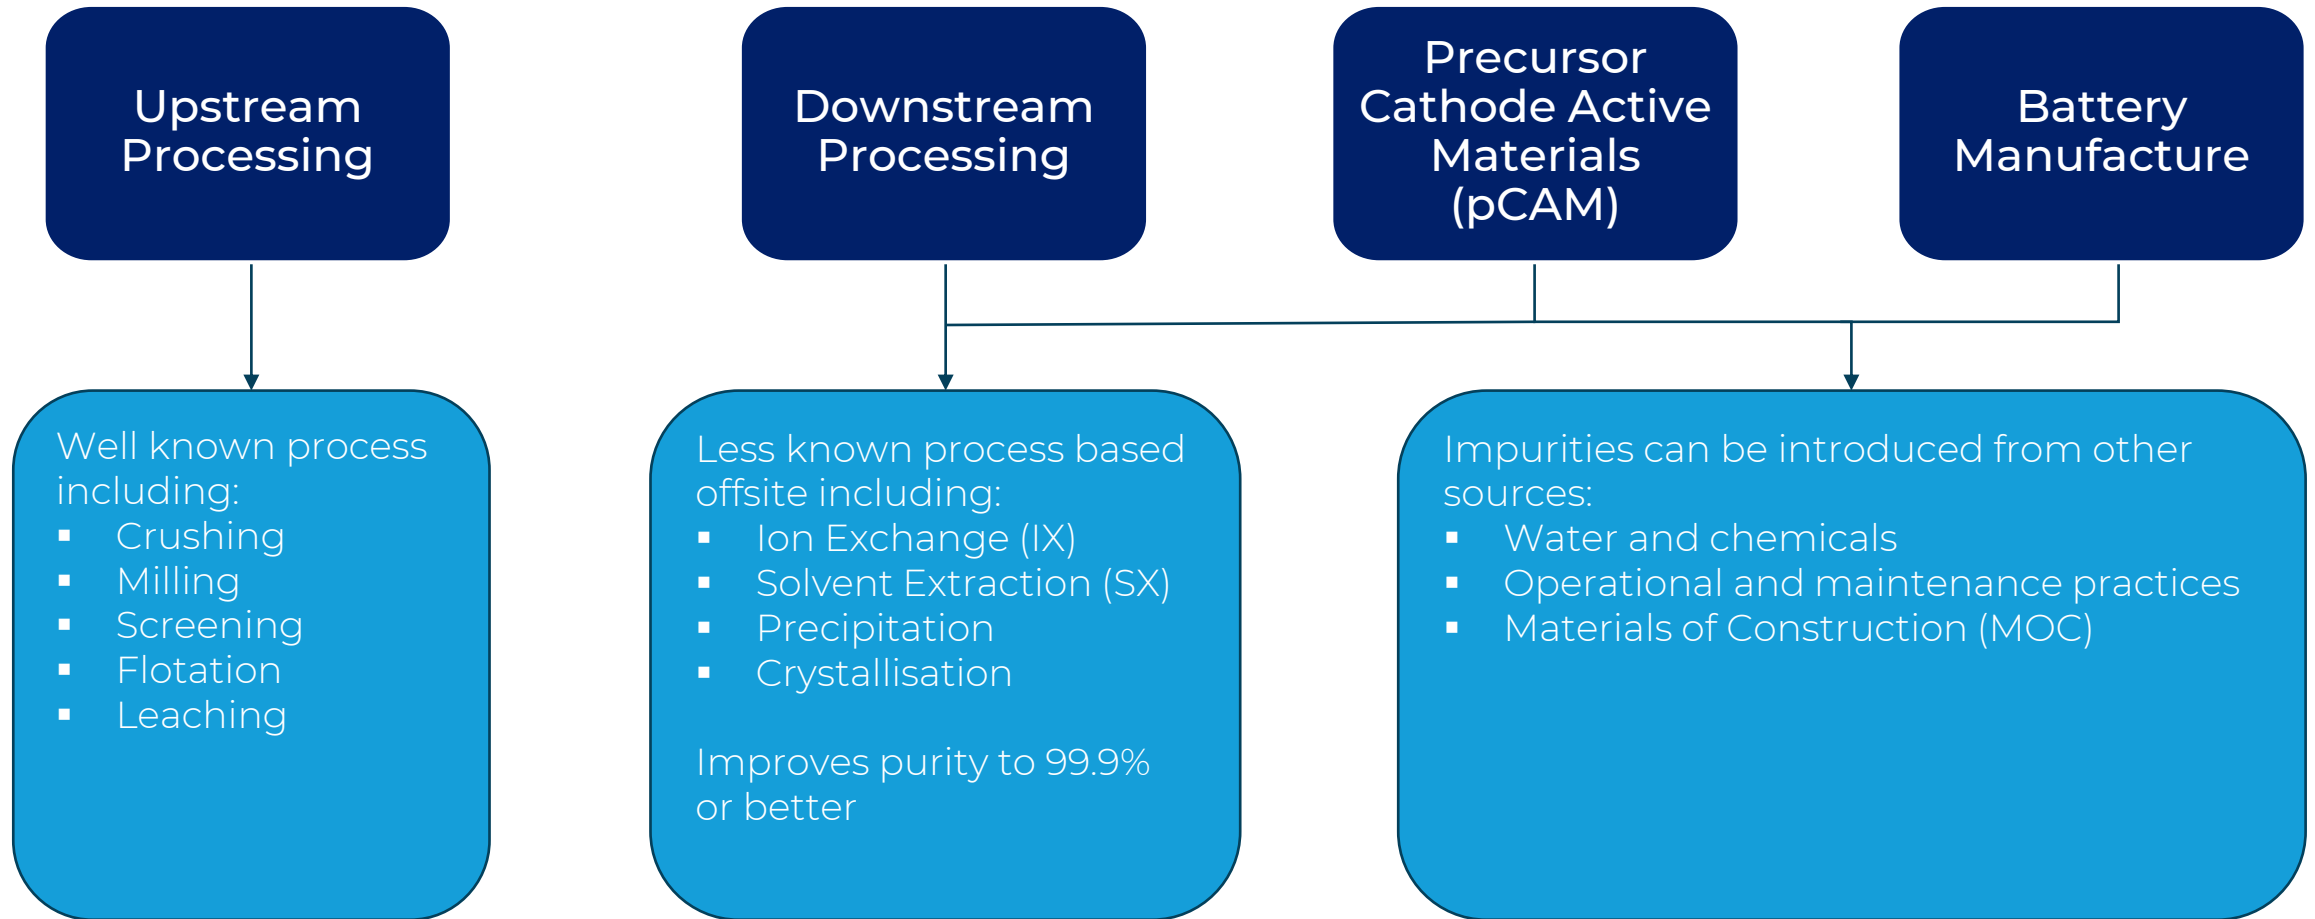 Upstream
Processing
Downstream
Processing
Precursor
Cathode Active
Materials
(pCAM)
Battery
Manufacture
Well known process
including:
▪ Crushing
▪ Milling
▪ Screening
▪ Flotation
▪ Leaching
Less known process based
offsite including:
▪ Ion Exchange (IX)
▪ Solvent Extraction (SX)
▪ Precipitation
▪ Crystallisation
Improves purity to 99.9%
or better
Impurities can be introduced from other
sources:
▪ Water and chemicals
▪ Operational and maintenance practices
▪ Materials of Construction (MOC)